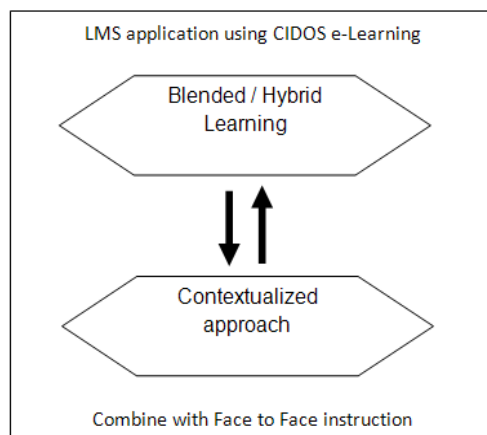 LMS application using CIDOS e-Learning
Blended / Hybrid
Learning
Contextualized
approach
Combine with Face to Face instruction